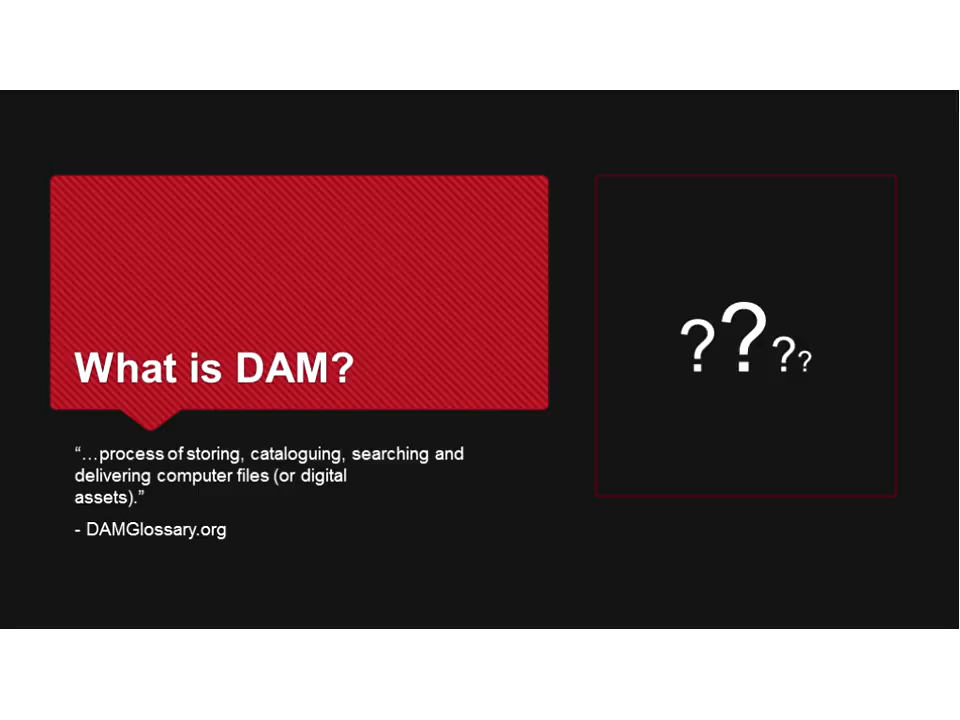 What is DAM?
“…process of storing, cataloguing, searching and
delivering computer files (or digital
assets).”
- DAMGlossary.org
????